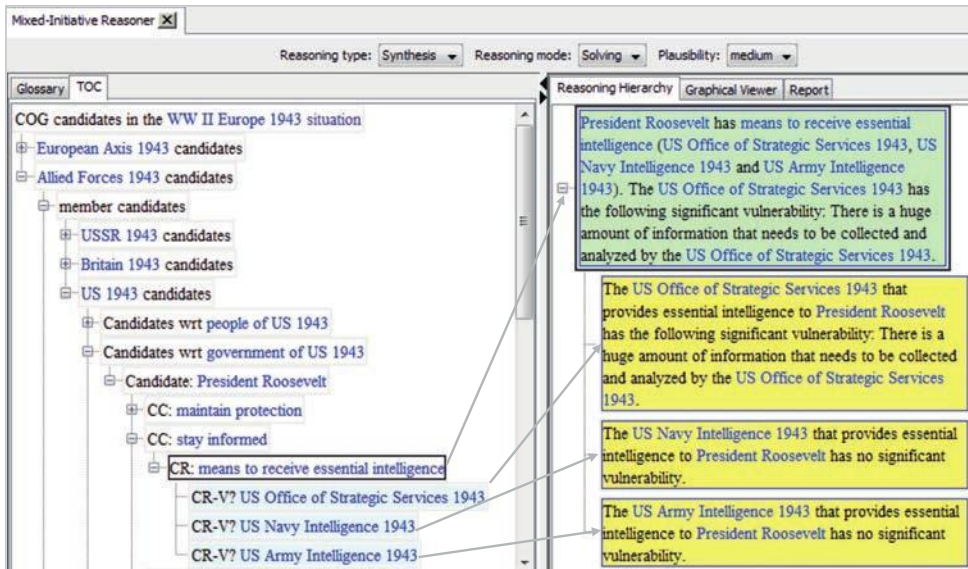 Mixed-Initiative Reasoner
Reasoning type: Synthesis Reasoning mode: Solving Plausibility: medium
Glossary TOC
COG candidates in the WW II Europe 1943 situation
European Axis 1943 candidates
Allied Forces 1943 candidates
member candidates
USSR 1943 candidates
Britain 1943 candidates
US 1943 candidates
Candidates wrt people of US 1943
Candidates wrt government of US 1943
Candidate: President Roosevelt
CC: maintain protection
CC: stay informed
CR: means to receive essential intelligence
CR-V? US Office of Strategic Services 1943
CR-V? US Navy Intelligence 1943
CR-V? US Army Intelligence 1943
Reasoning Hierarchy Graphical Viewer Report
President Roosevelt has means to receive essential
intelligence (US Office of Strategic Services 1943, US
Navy Intelligence 1943 and US Army Intelligence
1943). The US Office of Strategic Services 1943 has
the following significant vulnerability: There is a huge
amount of information that needs to be collected and
analyzed by the US Office of Strategic Services 1943.
The US Office of Strategic Services 1943 that
provides essential intelligence to President Roosevelt
has the following significant vulnerability: There is a
huge amount of information that needs to be collected
and analyzed by the US Office of Strategic Services
1943.
The US Navy Intelligence 1943 that provides essential
intelligence to President Roosevelt has no significant
vulnerability.
The US Army Intelligence 1943 that provides essential
intelligence to President Roosevelt has no significant
vulnerability.